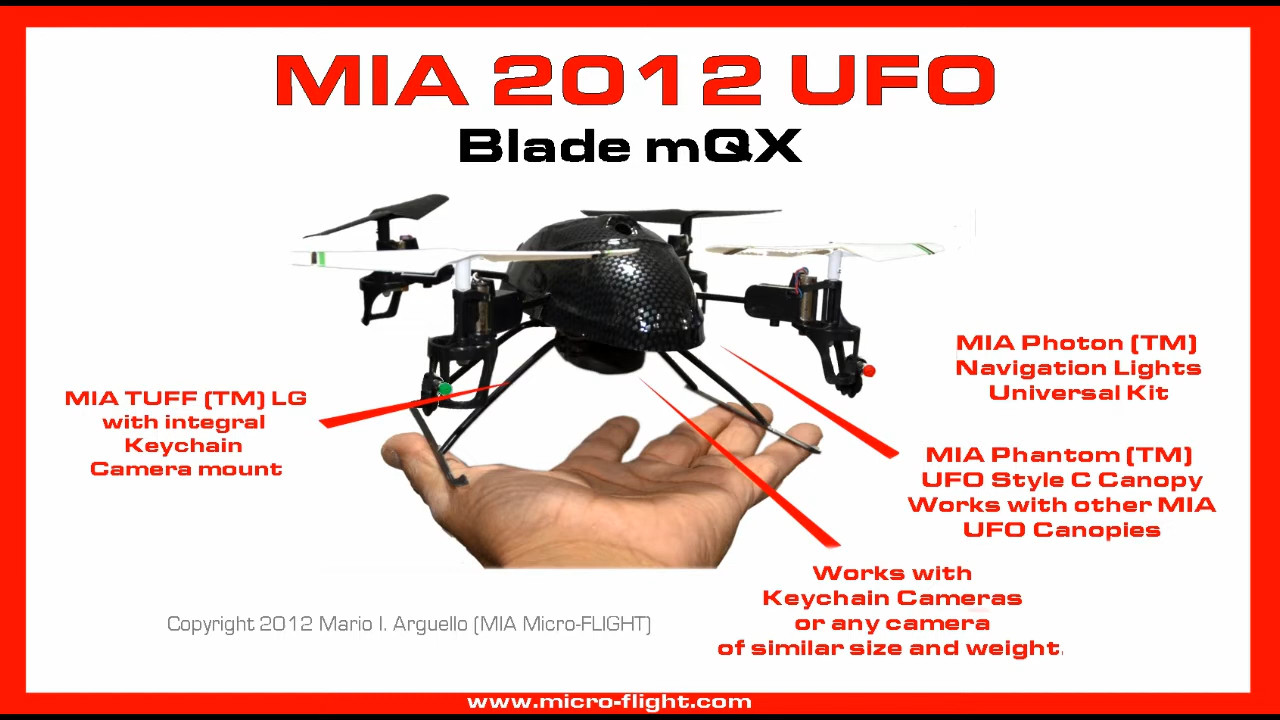 MIA 2012 UFO
Blade mQX
MIA Photon (TM)
Navigation Lights
Universal Kit
MIA TUFF (TM) LG
with integral
Keychain
Camera mount
MIA Phantom (TM)
UFO Style C Canopy
Works with other MIA
UFO Canopies
Works with
Keychain Cameras
or any camera
of similar size and weight.
Copyright 2012 Mario I. Arguello (MIA Micro-FLIGHT)
www.micro-flight.com